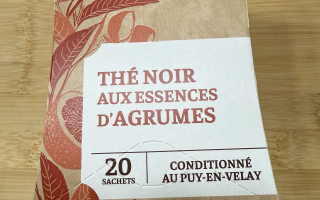 THÉ NOIR
AUX ESSENCES
D'AGRUMES
20
SACHETS
CONDITIONNÉ
AU PUY-EN-VELAY